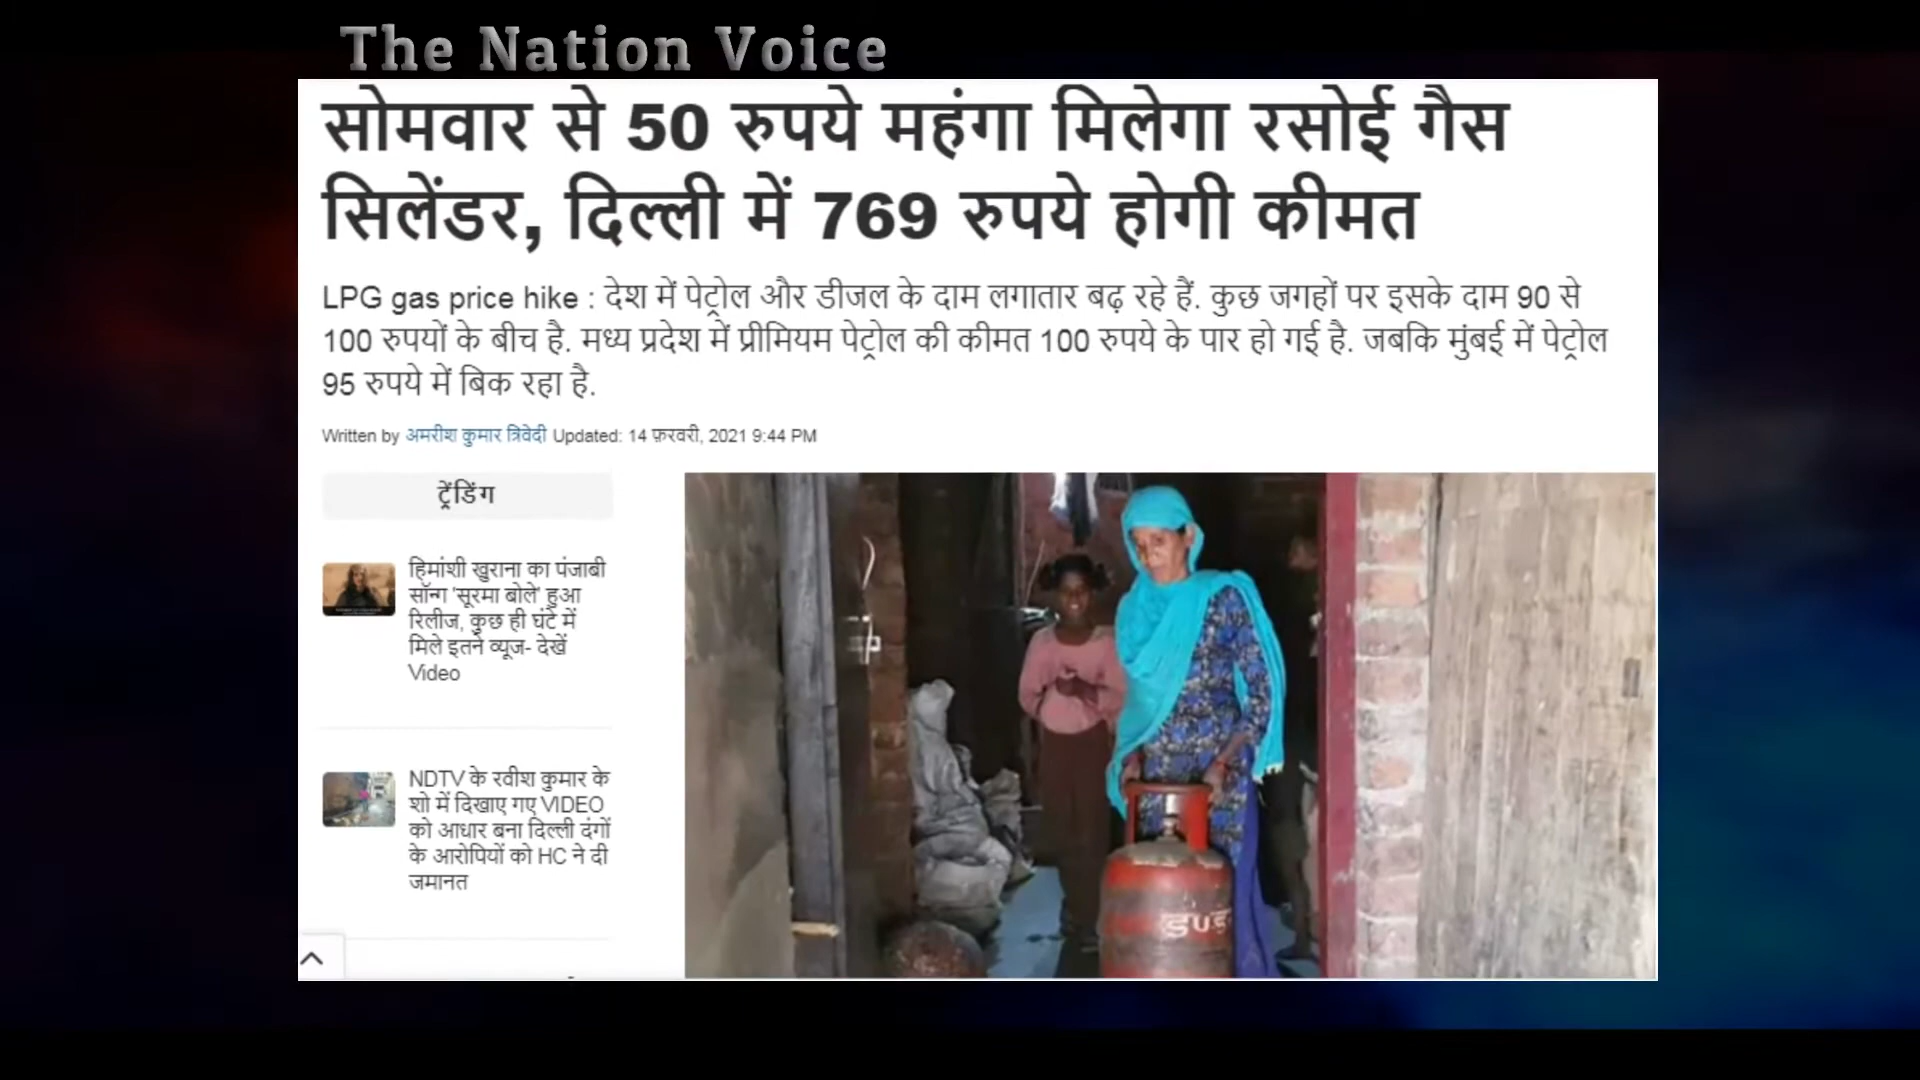 The Nation Voice
सोमवार से 50 रुपये महंगा मिलेगा रसोई गैस
सिलेंडर, दिल्ली में 769 रुपये होगी कीमत
LPG gas price hike : देश में पेट्रोल और डीजल के दाम लगातार बढ़ रहे हैं. कुछ जगहों पर इसके दाम 90 से
100 रुपयों के बीच है. मध्य प्रदेश में प्रीमियम पेट्रोल की कीमत 100 रुपये के पार हो गई है. जबकि मुंबई में पेट्रोल
95 रुपये में बिक रहा है.
Written by अमरीश कुमार त्रिवेदी Updated: 14 फ़रवरी, 2021 9:44 PM
ट्रेंडिंग
हिमांशी खुराना का पंजाबी
सॉन्ग 'सूरमा बोले' हुआ
रिलीज, कुछ ही घंटे में
मिले इतने व्यूज- देखें
Video
NDTV के रवीश कुमार के
शो में दिखाए गए VIDEO
को आधार बना दिल्ली दंगों
के आरोपियों को HC ने दी
जमानत